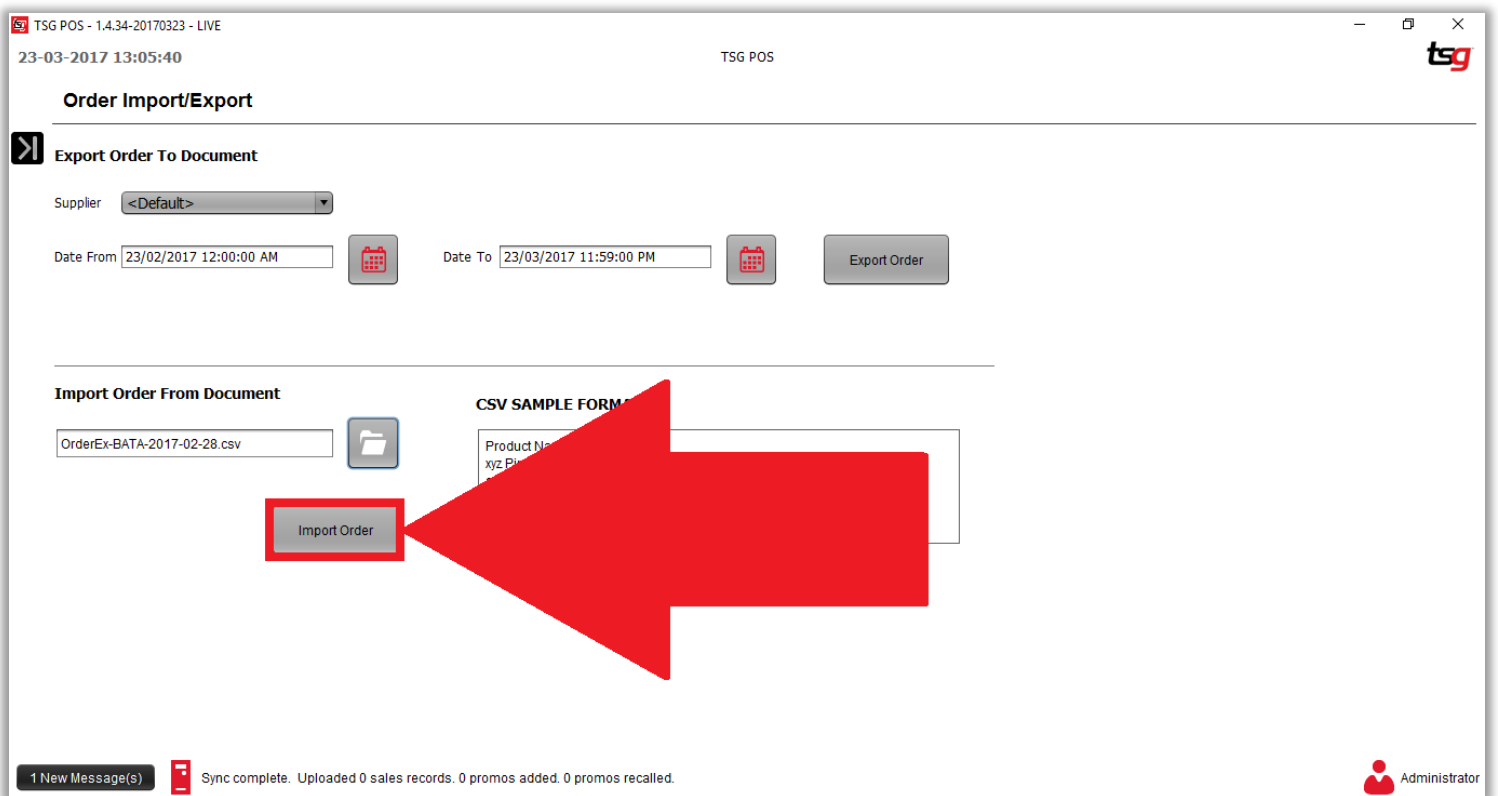 TSG POS - 1.4.34-20170323 - LIVE
23-03-2017 13:05:40
TSG POS
tsg
Order Import/Export
Export Order To Document
Supplier <Default>
Date From 23/02/2017 12:00:00 AM Date To 23/03/2017 11:59:00 PM Export Order
Import Order From Document
CSV SAMPLE
OrderEx-BATA-2017-02-28.csv
Product
xyz
Import Order
1 New Message(s) Sync complete. Uploaded 0 sales records. 0 promos added. 0 promos recalled. Administrator